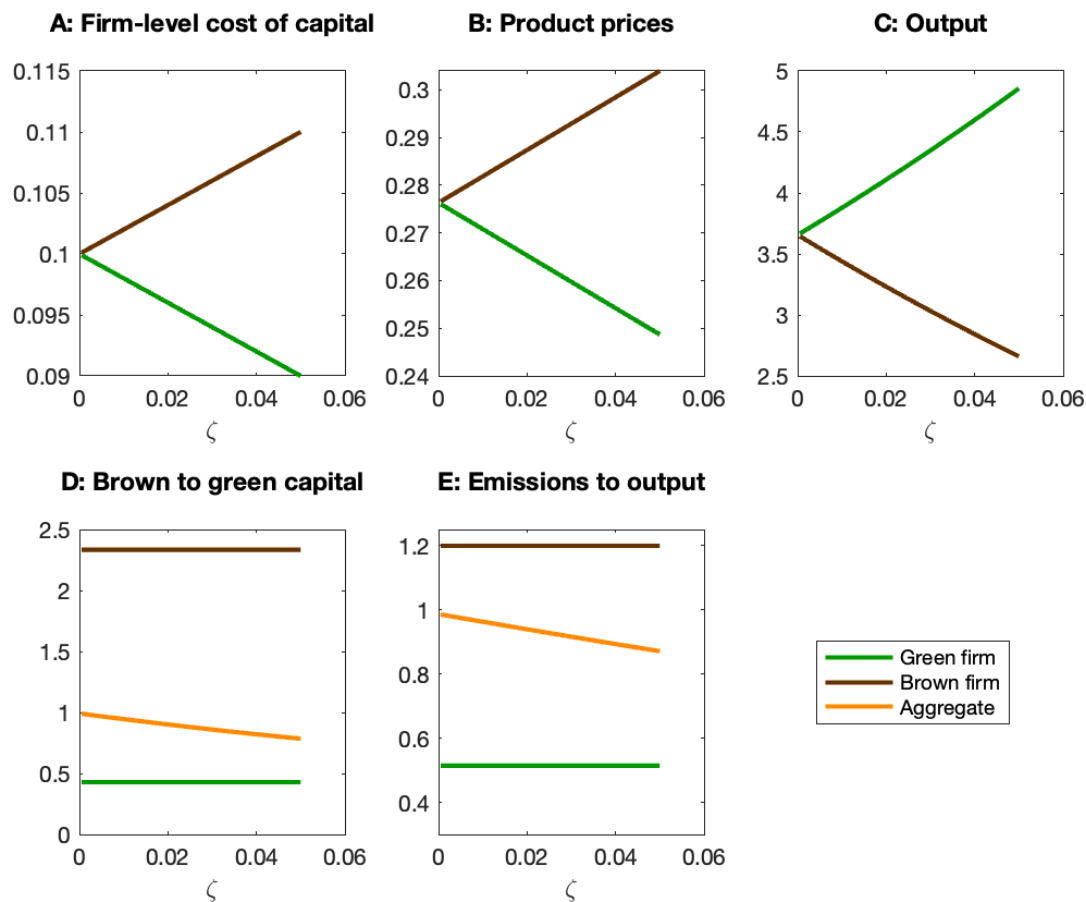 A: Firm-level cost of capital
0.115
0.11
0.105
0.1
0.095
0.09
0 0.02 0.04 0.06
ζ
B: Product prices
0.3
0.29
0.28
0.27
0.26
0.25
0.24
0 0.02 0.04 0.06
ζ
C: Output
5
4.5
4
3.5
3
2.5
0 0.02 0.04 0.06
ζ
D: Brown to green capital
2.5
2
1.5
1
0.5
0
0 0.02 0.04 0.06
ζ
E: Emissions to output
1.2
1
0.8
0.6
0.4
0 0.02 0.04 0.06
ζ
Green firm
Brown firm
Aggregate